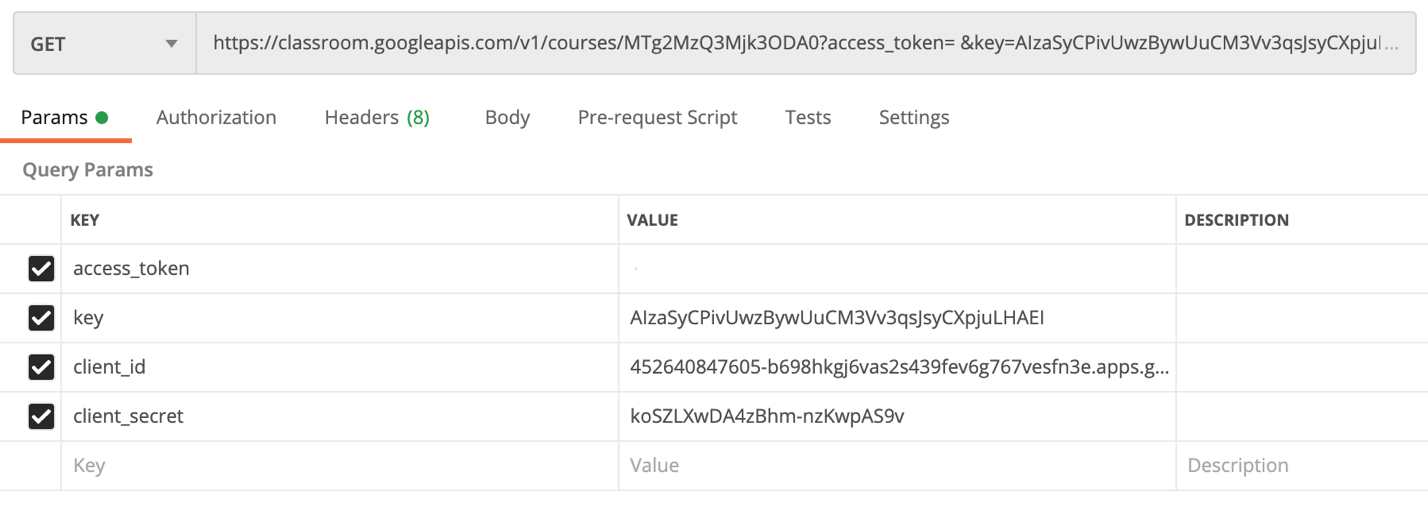 GET https://classroom.googleapis.com/v1/courses/MTg2MzQ3Mjk3ODA0?access_token= &key=AIzaSyCPivUwzBywUuCM3Vv3qsJsyCXpju...
Params Authorization Headers (8) Body Pre-request Script Tests Settings
Query Params
KEY VALUE DESCRIPTION
access_token
key AIzaSyCPivUwzBywUuCM3Vv3qsJsyCXpjuLHAEI
client_id 452640847605-b698hkgj6vas2s439fev6g767vesfn3e.apps.g...
client_secret koSZLXwDA4zBhm-nzKwpAS9v
Key Value Description